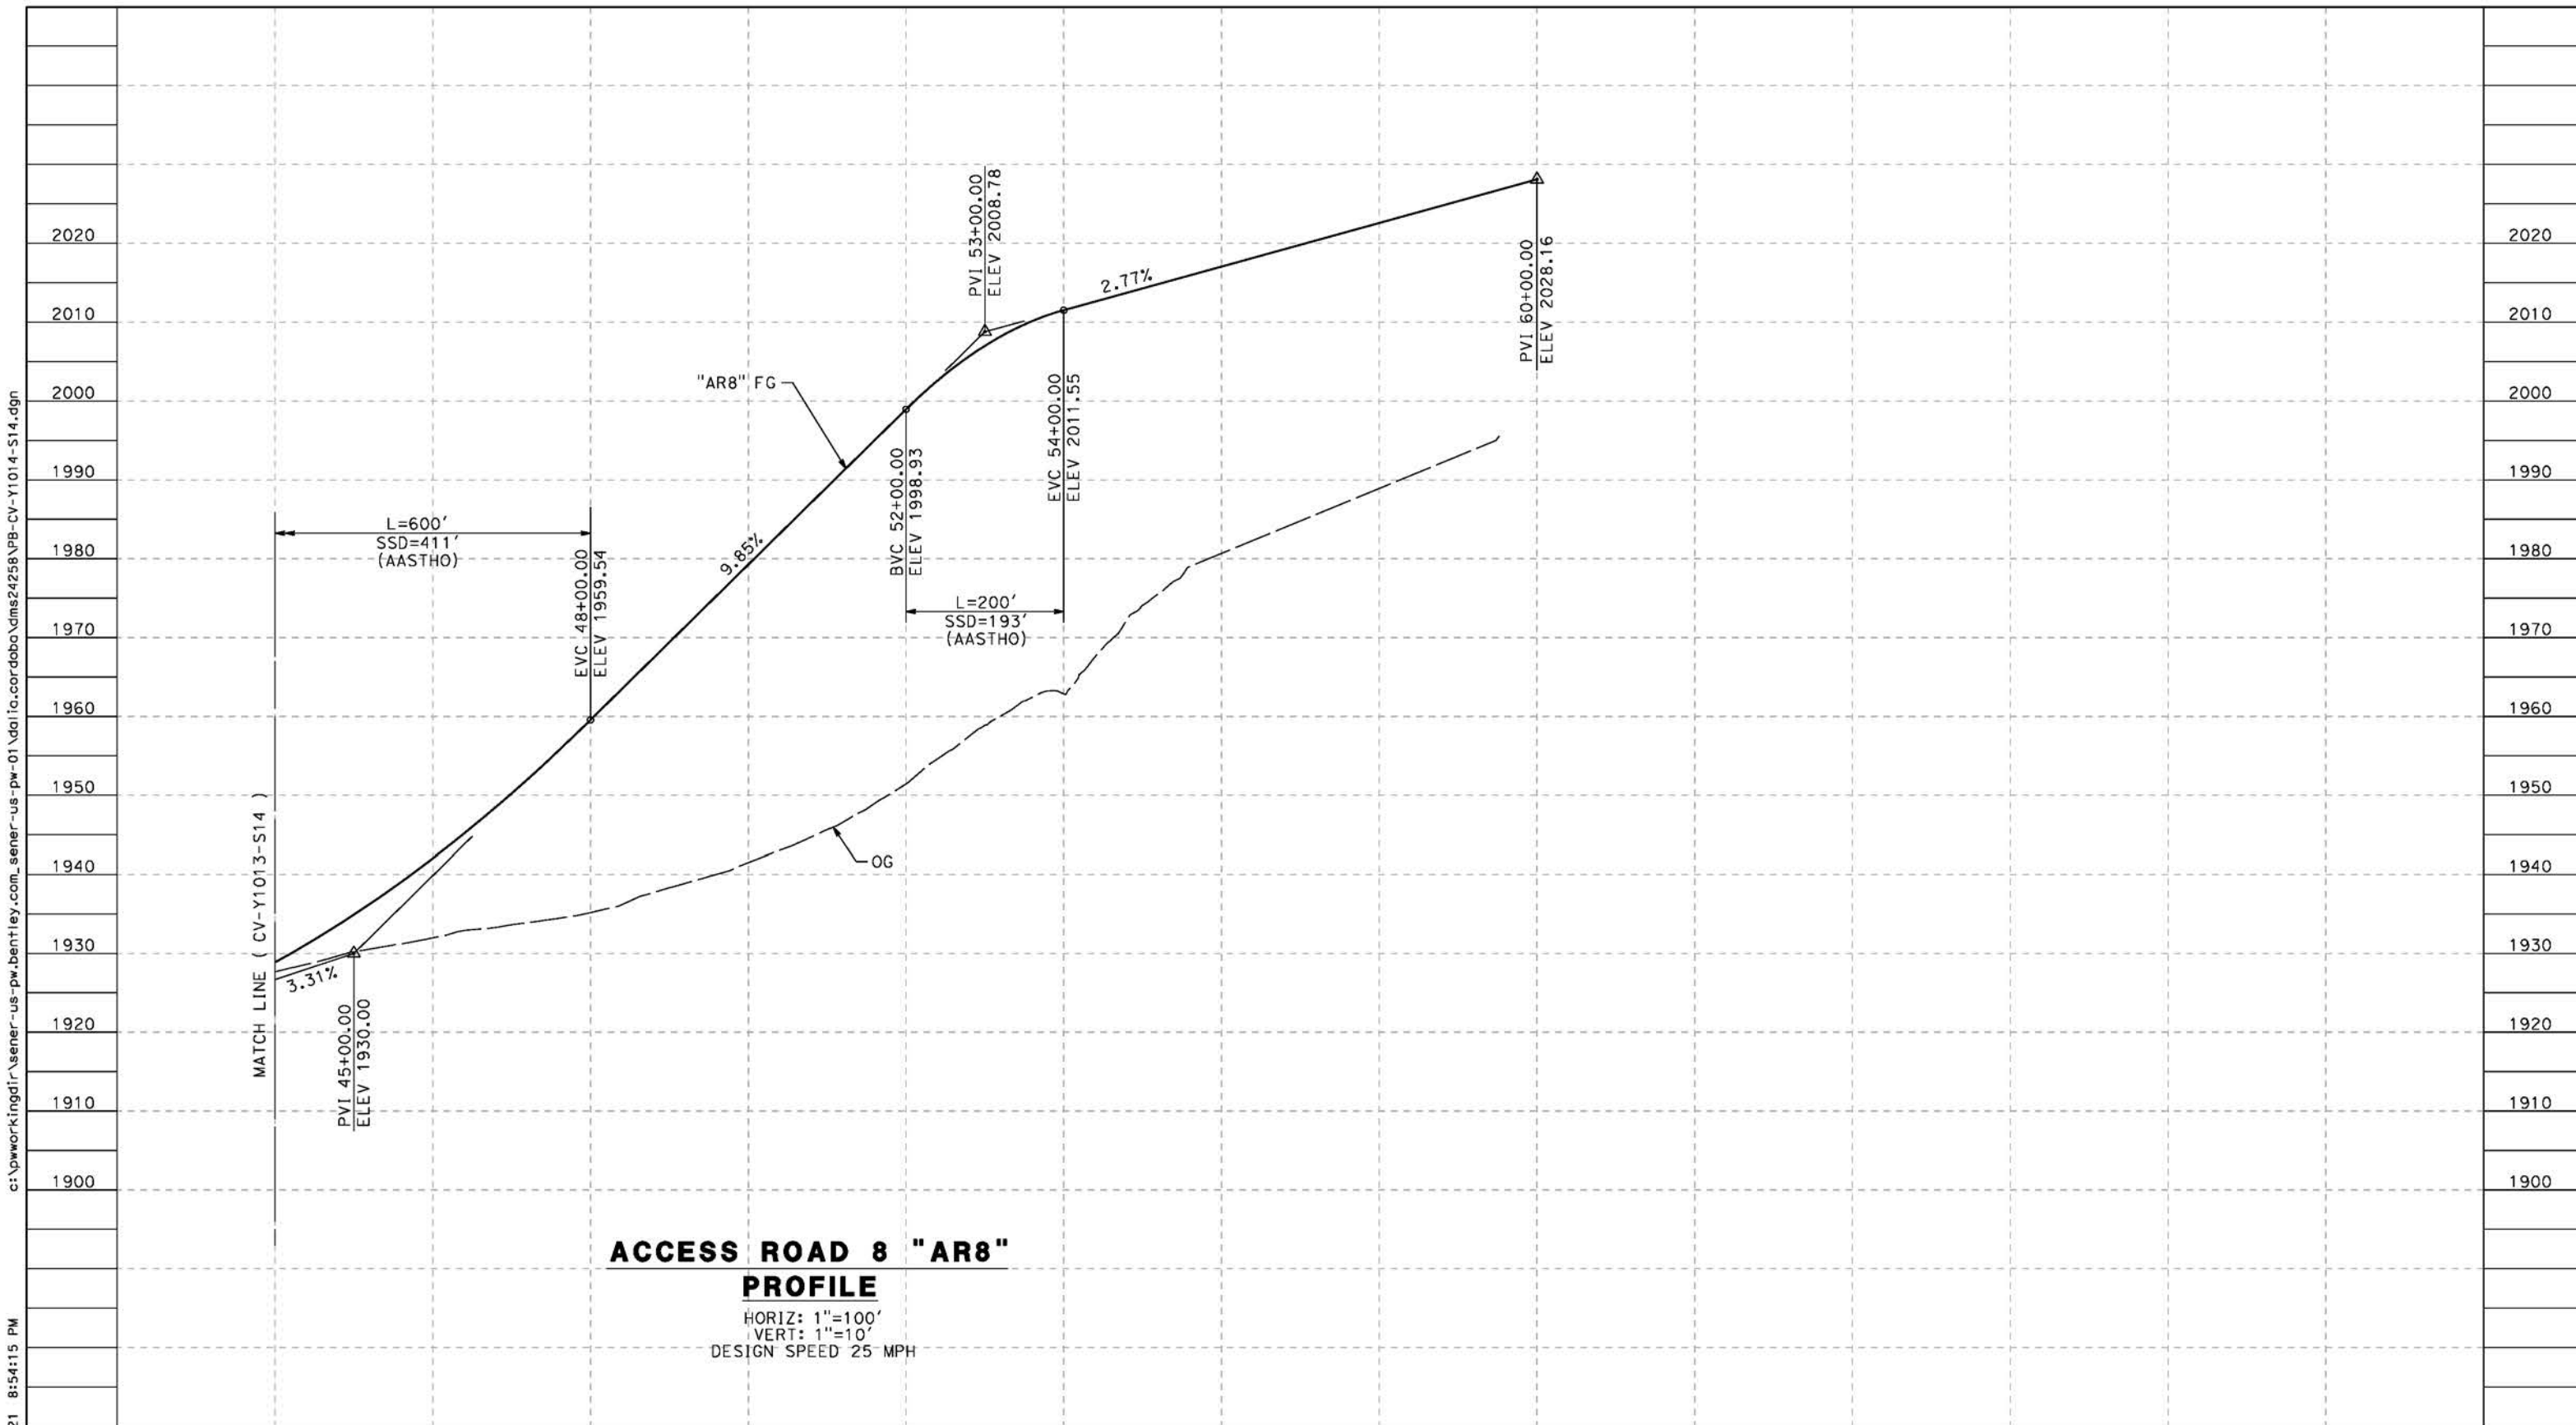 c:\pwworkingdir\sener-us-pw.bentley.com_sener-us-pw-01\dalia.cordoba\dms24258\PB-CV-Y1014-S14.dgn
21 8:54:15 PM
2020
2010
2000
1990
1980
1970
1960
1950
1940
1930
1920
1910
1900
MATCH LINE ( CV-Y1013-S14 )
L=600'
SSD=411'
(AASTHO)
3.31%
PVI 45+00.00
ELEV 1930.00
EVC 48+00.00
ELEV 1959.54
"AR8" FG
9.85%
OG
BVC 52+00.00
ELEV 1998.93
L=200'
SSD=193'
(AASTHO)
PVI 53+00.00
ELEV 2008.78
EVC 54+00.00
ELEV 2011.55
2.77%
PVI 60+00.00
ELEV 2028.16
2020
2010
2000
1990
1980
1970
1960
1950
1940
1930
1920
1910
1900
ACCESS ROAD 8 "AR8"
PROFILE
HORIZ: 1"=100'
VERT: 1"=10'
DESIGN SPEED 25 MPH